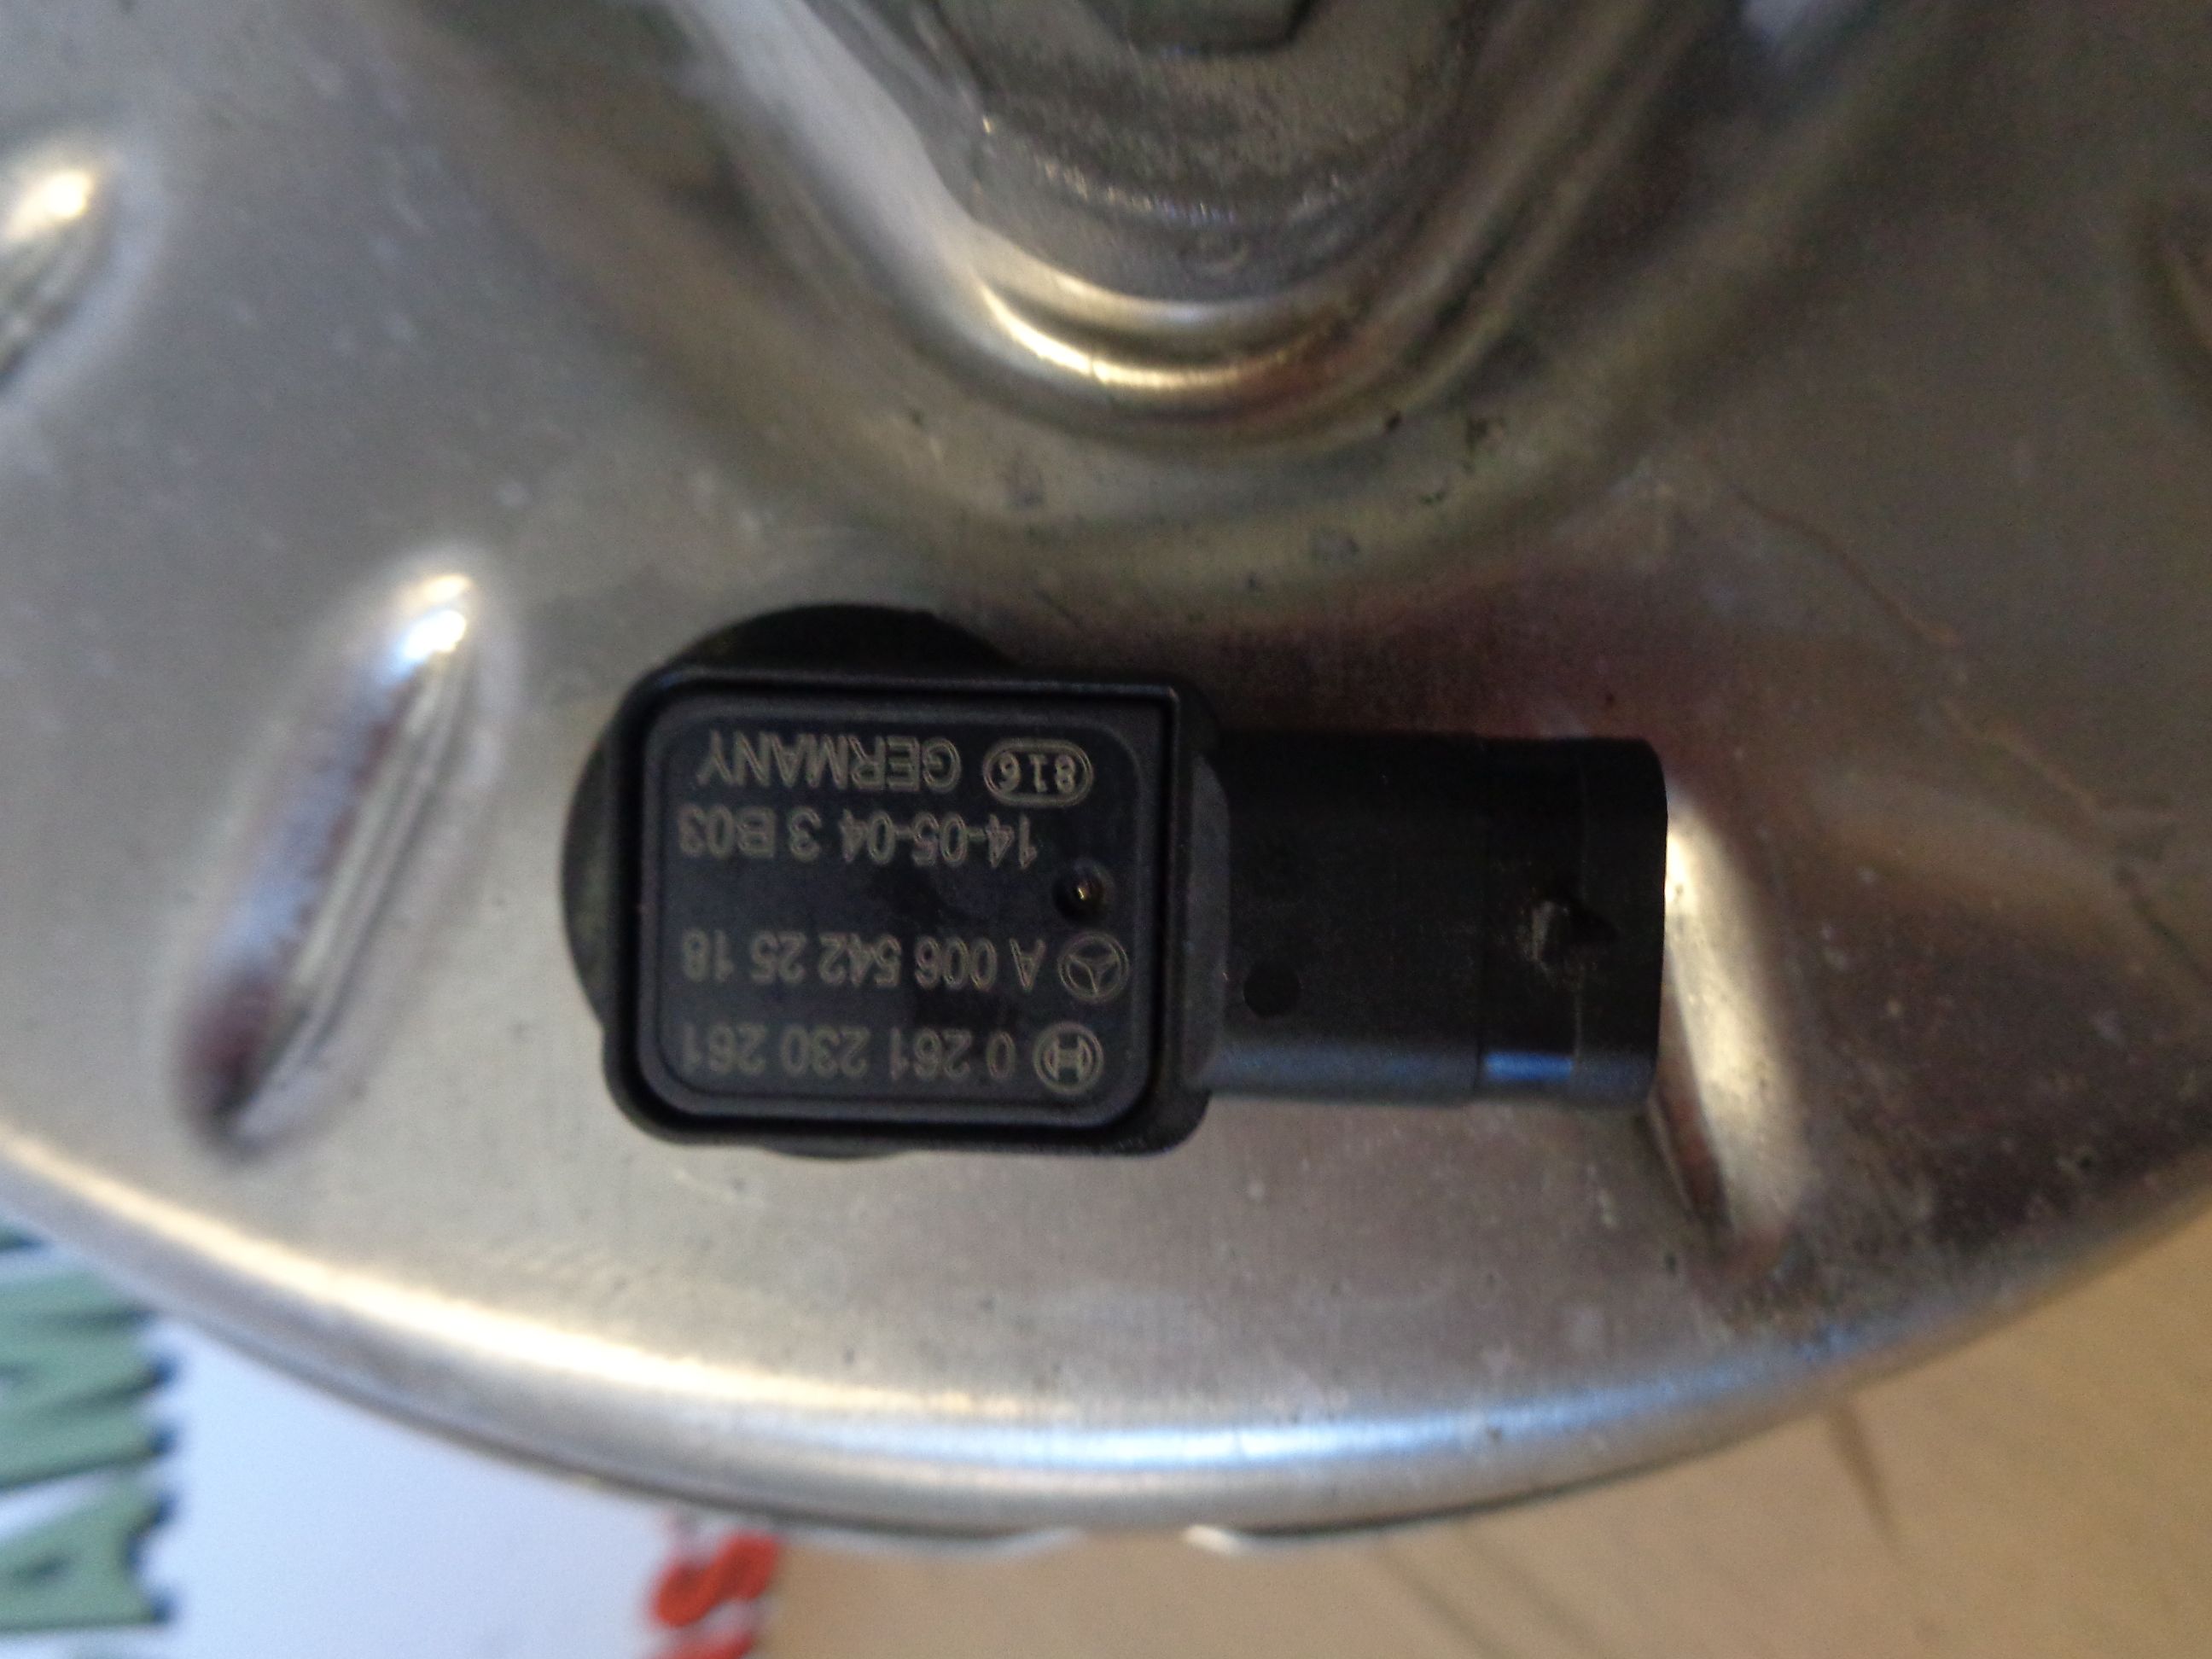 0 261 230 261
A 006 542 25 18
14-05-04 3 B03
816 GERMANY